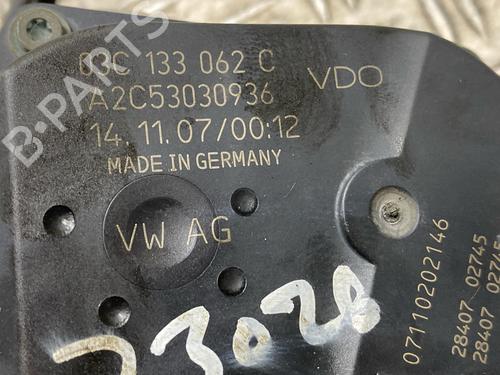 03C 133 062 C
VDO
A2C53030936
14.11.07/00:12
MADE IN GERMANY
VW AG
07110202146
28407 02745
28407 02745
23028
B-PARTS